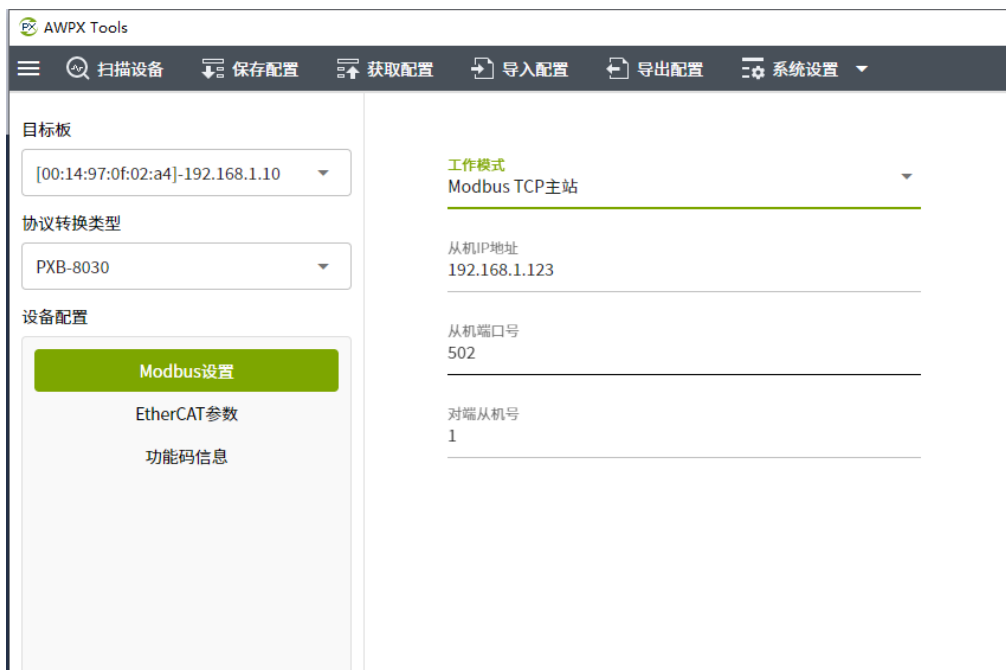 AWPX Tools
扫描设备 保存配置 获取配置 导入配置 导出配置 系统设置
目标板
[00:14:97:0f:02:a4]-192.168.1.10
协议转换类型
PXB-8030
设备配置
Modbus设置
EtherCAT参数
功能码信息
工作模式
Modbus TCP主站
从机IP地址
192.168.1.123
从机端口号
502
对端从机号
1